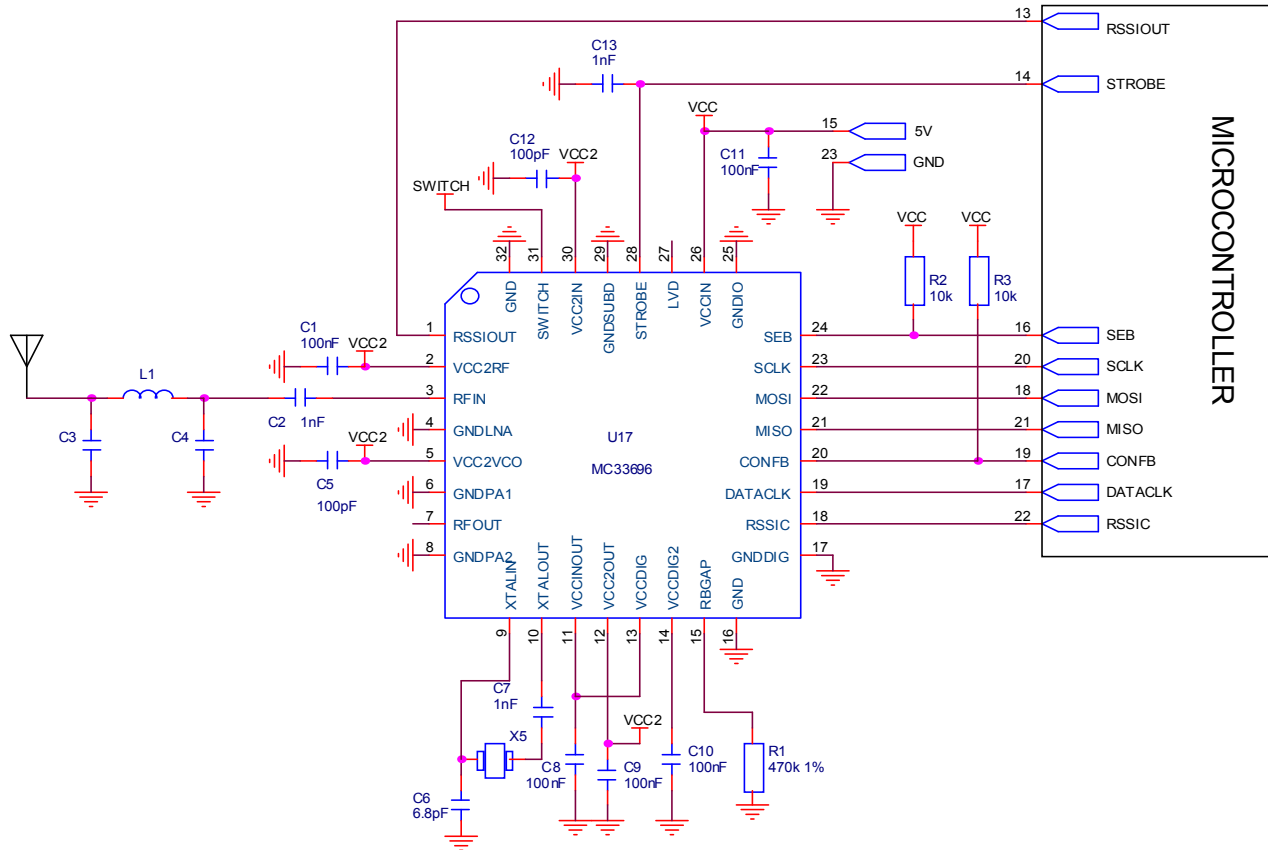 13
RSSIOUT
C13
1nF
14
STROBE
VCC
15
5V
C12
100pF
VCC2
C11
100nF
23
GND
MICROCONTROLLER
SWITCH
VCC
VCC
32
31
30
29
28
27
26
25
R2
10k
R3
10k
GND
SWITCH
VCC2IN
GNDSUBD
STROBE
LVD
VCCIN
GNDIO
C1
100nF
VCC2
1
RSSIOUT
SEB
24
16
SEB
2
VCC2RF
SCLK
23
20
SCLK
L1
C2
1nF
3
RFIN
MOSI
22
18
MOSI
C3
C4
VCC2
4
GNDLNA
U17
MISO
21
21
MISO
5
VCC2VCO
MC33696
CONFB
20
19
CONFB
C5
100pF
6
GNDPA1
DATACLK
19
17
DATACLK
7
RFOUT
RSSIC
18
22
RSSIC
8
GNDPA2
GNDDIG
17
XTALIN
XTALOUT
VCCINOUT
VCC2OUT
VCCDIG
VCCDIG2
RBGAP
GND
9
10
11
12
13
14
15
16
C7
1nF
X5
VCC2
C8
100nF
C9
100nF
C10
100nF
R1
470k 1%
C6
6.8pF